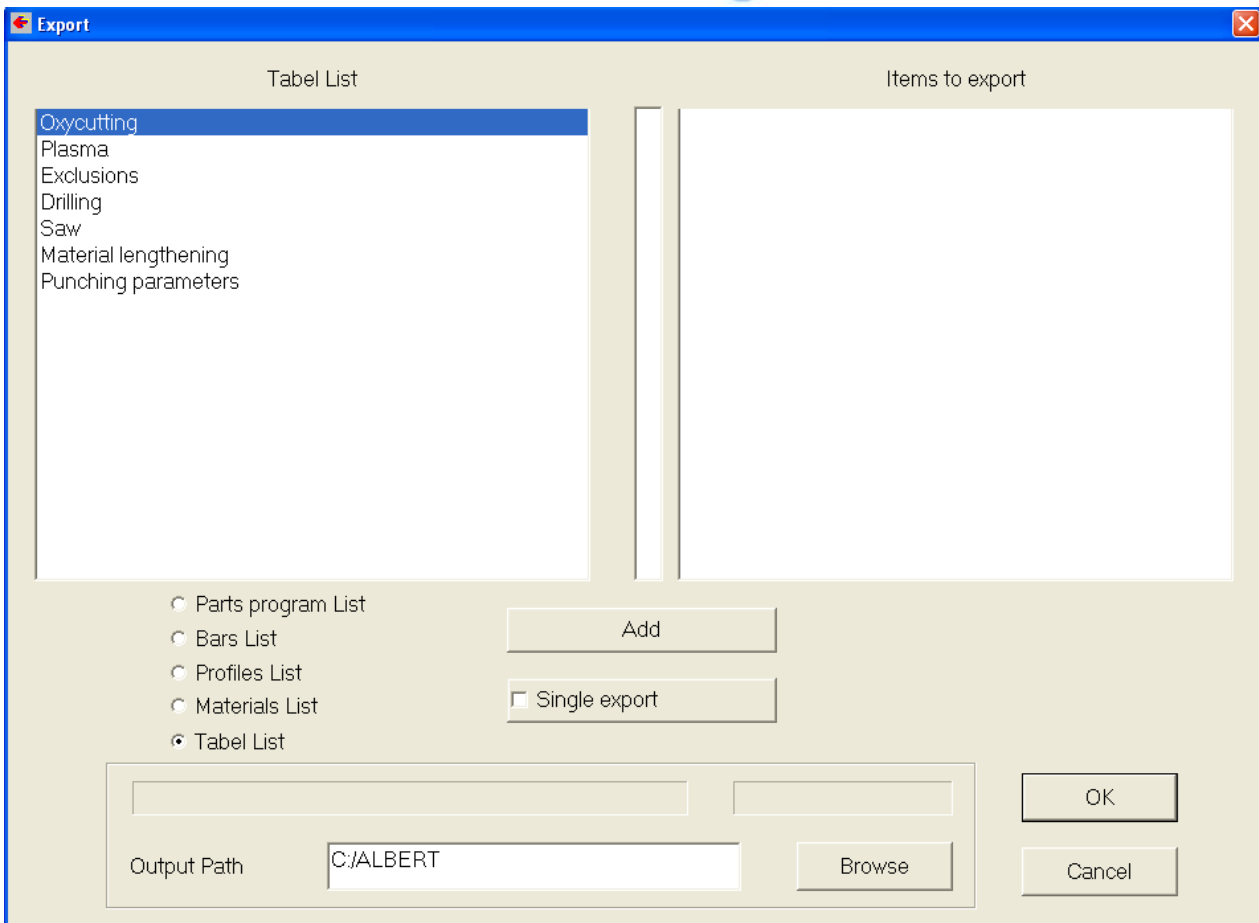 Export
Tabel List
Items to export
Oxycutting
Plasma
Exclusions
Drilling
Saw
Material lengthening
Punching parameters
Parts program List
Bars List
Profiles List
Materials List
Tabel List
Add
Single export
OK
Output Path
C:/ALBERT
Browse
Cancel